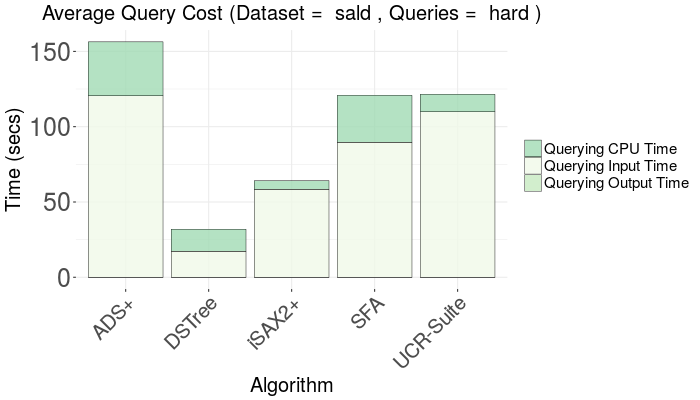 Average Query Cost (Dataset =  sald , Queries =  hard )
Time (secs)
150
100
50
0
ADS+
DSTree
iSAX2+
SFA
UCR-Suite
Algorithm
Querying CPU Time
Querying Input Time
Querying Output Time